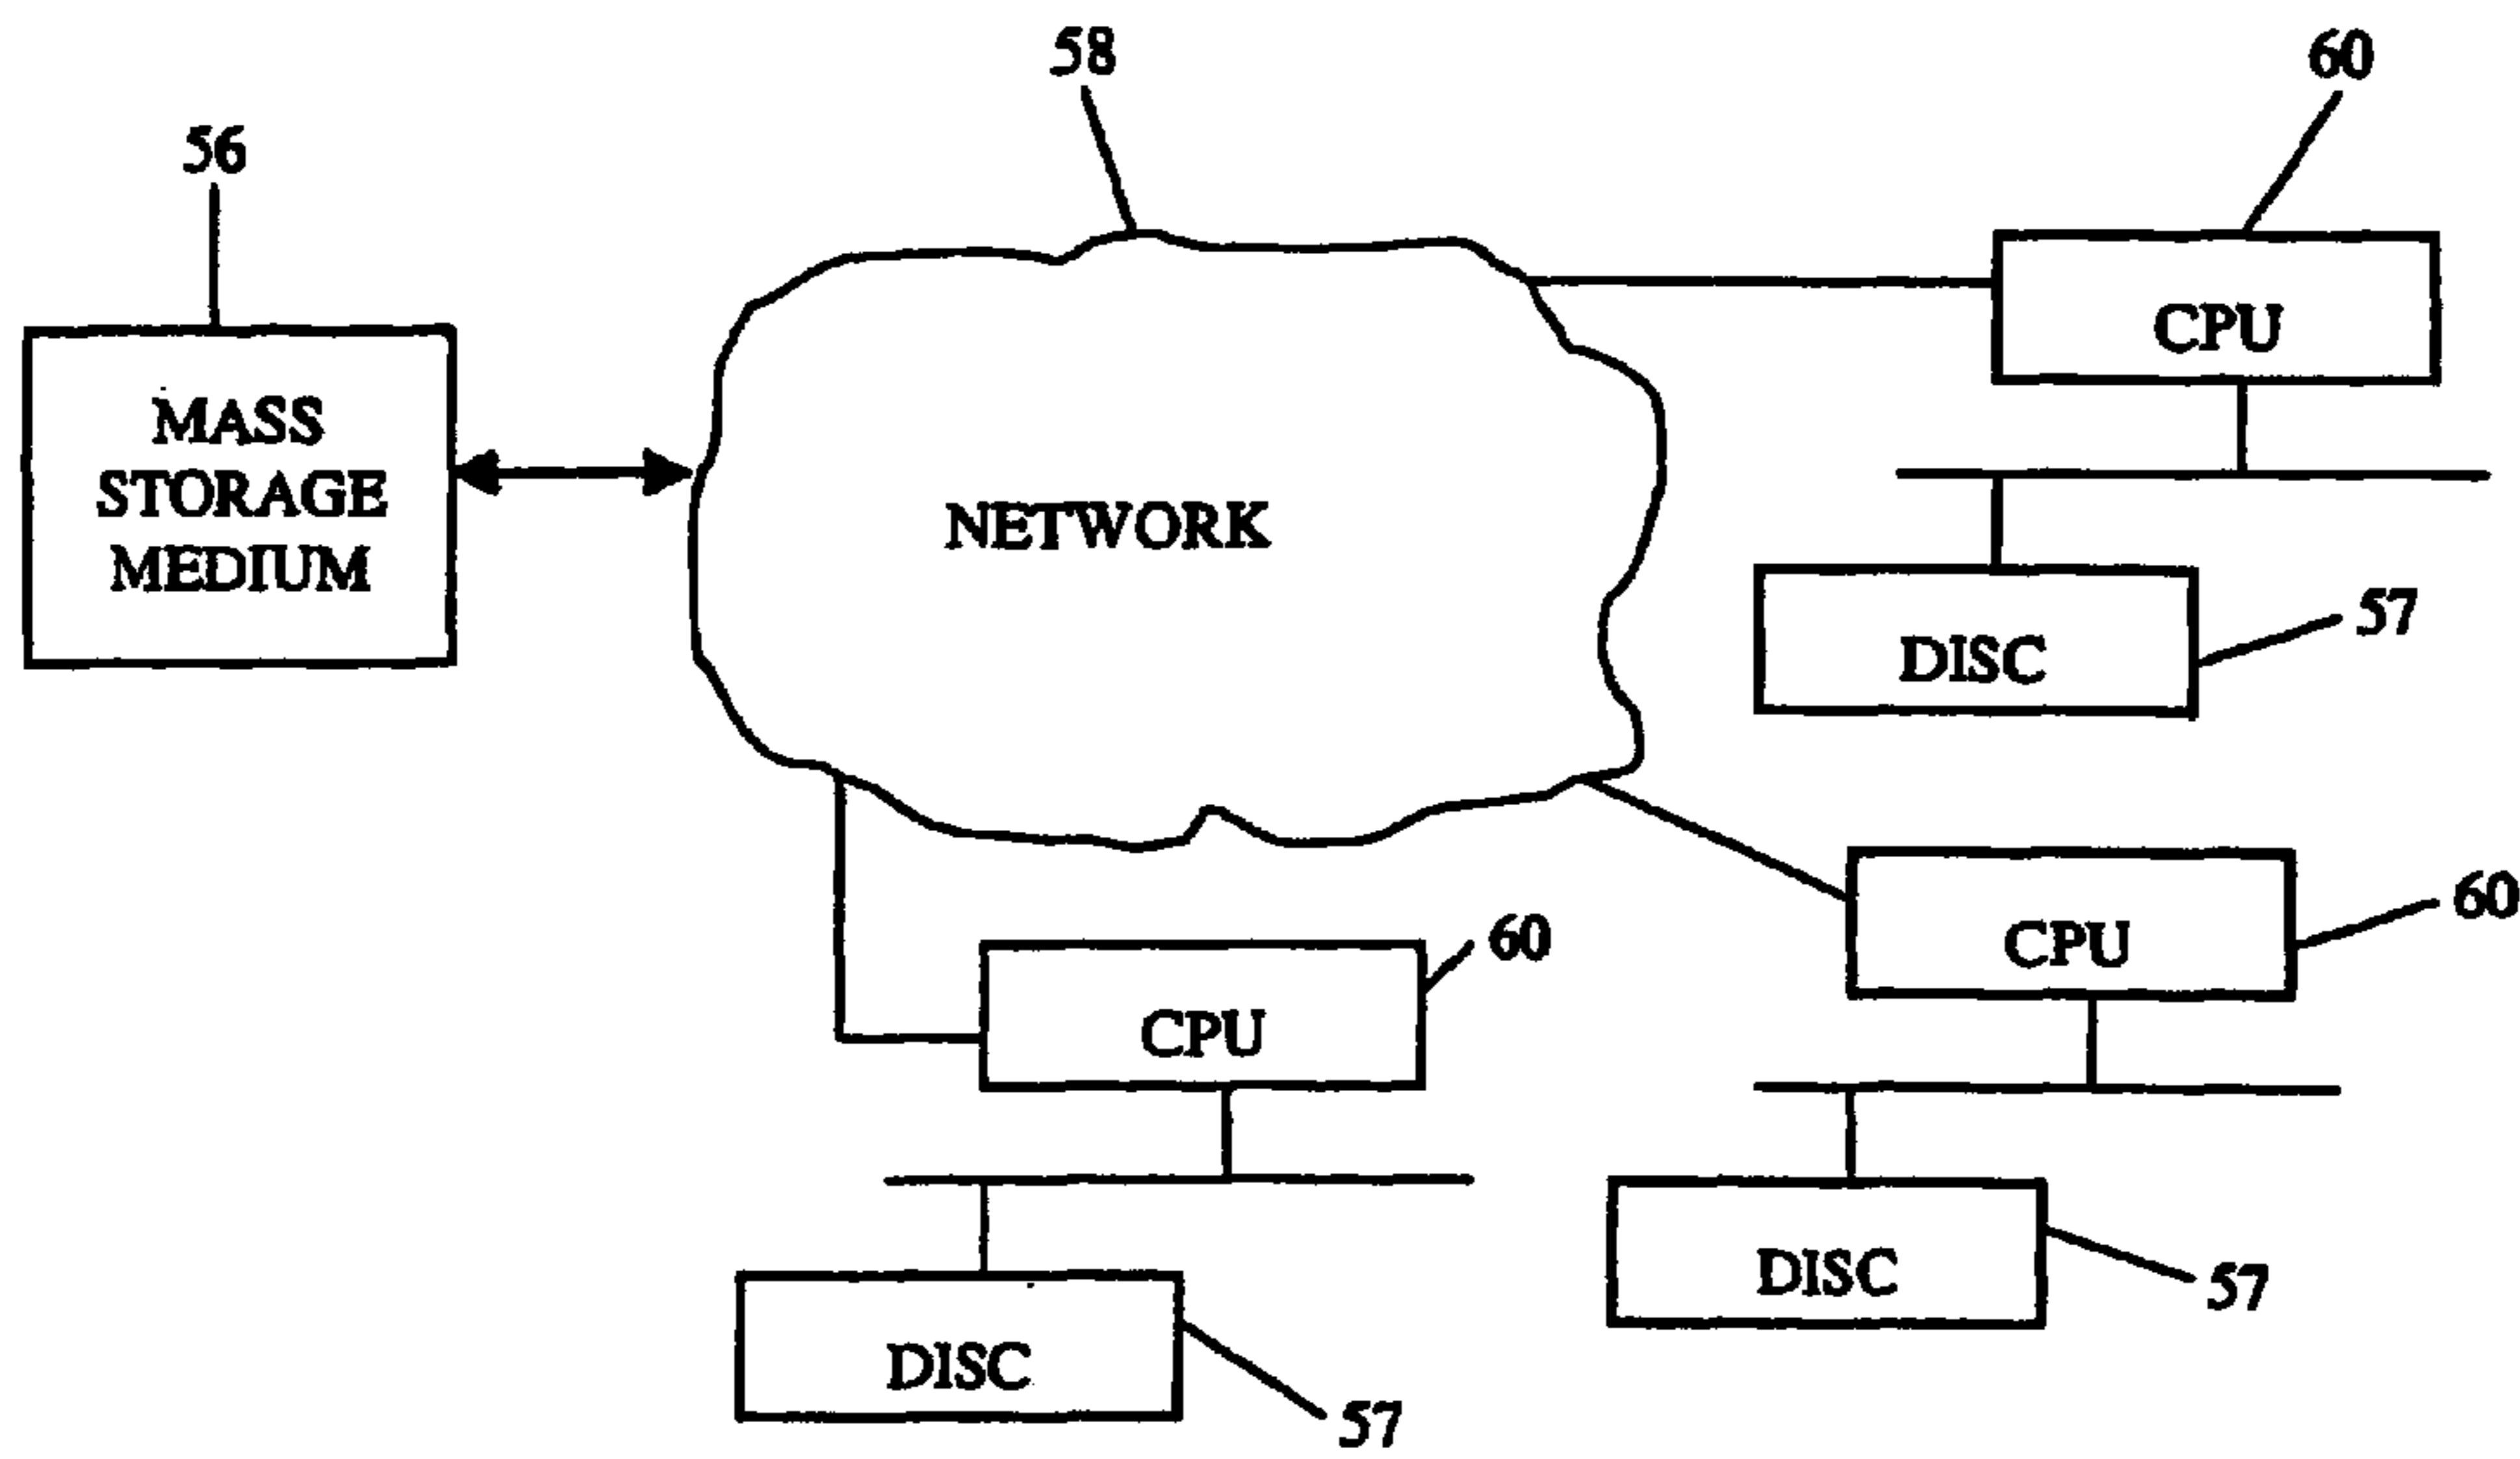 58
60
56
MASS
STORAGE
MEDIUM
NETWORK
CPU
DISC
57
CPU
60
CPU
60
DISC
57
DISC
57